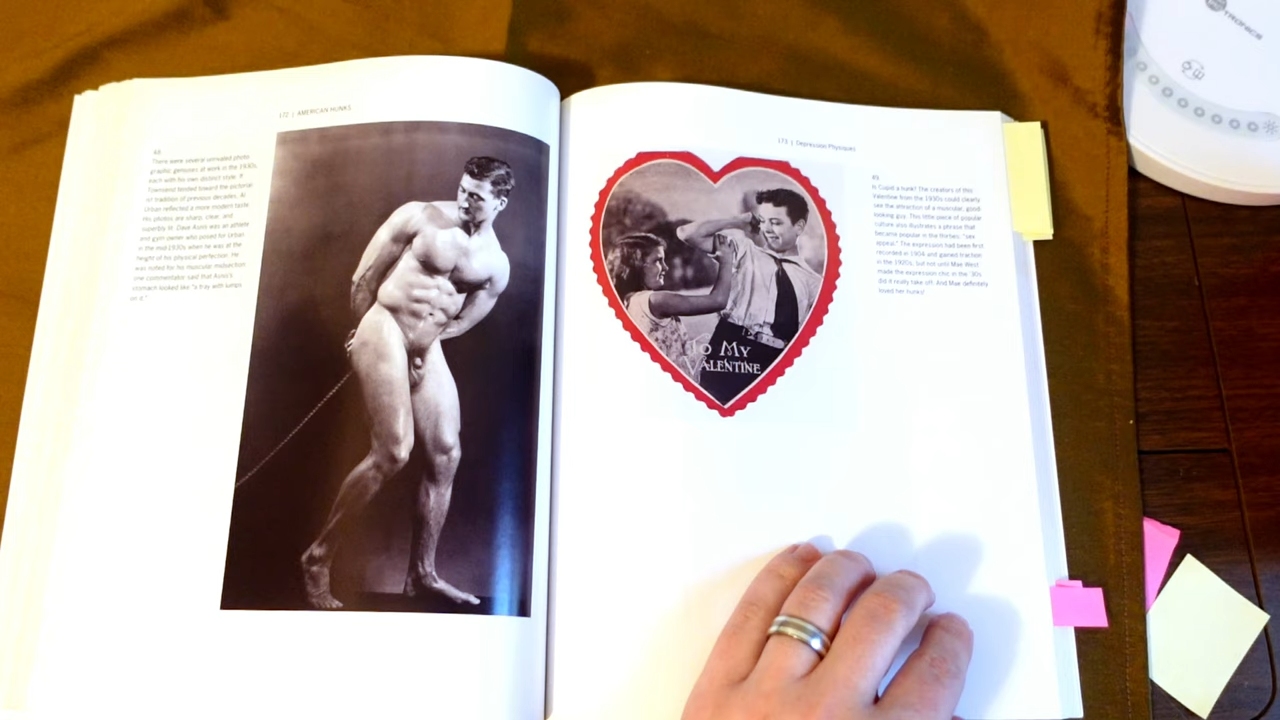 172 | AMERICAN HUNKS
48.
There were several unrivaled photo-
graphic geniuses at work in the 1930s,
each with his own distinct style. If
Townsend tended toward the pictorial-
ist tradition of previous decades, Al
Urban reflected a more modern taste.
His photos are sharp, clear, and
superbly lit. Dave Asnis was an athlete
and gym owner who posed for Urban
in the mid-1930s when he was at the
height of his physical perfection. He
was noted for his muscular midsection;
one commentator said that Asnis's
stomach looked like "a tray with lumps
on it."
173 | Depression Physiques
49.
Is Cupid a hunk? The creators of this
Valentine from the 1930s could clearly
see the attraction of a muscular, good-
looking guy. This little piece of popular
culture also illustrates a phrase that
became popular in the thirties: "sex
appeal." The expression had been first
recorded in 1904 and gained traction
in the 1920s, but not until Mae West
made the expression chic in the '30s
did it really take off. And Mae definitely
loved her hunks!
TO MY
VALENTINE